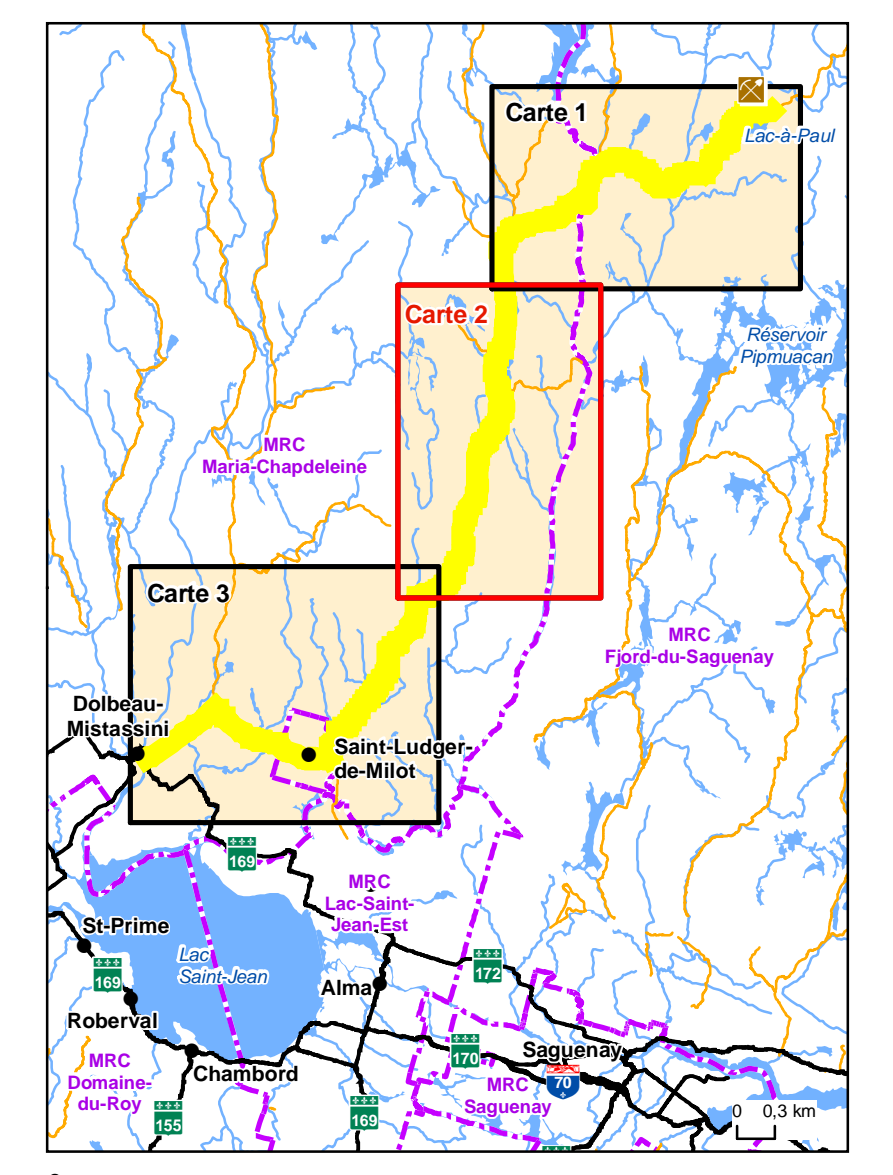 Carte 1
Lac-à-Paul
Carte 2
Réservoir
Pipmuacan
MRC
Maria-Chapdeleine
Carte 3
MRC
Fjord-du-Saguenay
Dolbeau-
Mistassini
Saint-Ludger-
de-Milot
169
MRC
Lac-Saint-
Jean-Est
St-Prime
Lac
Saint-Jean
172
169
Alma
Roberval
Saguenay
170
MRC
Domaine-
du-Roy
Chambord
70
MRC
Saguenay
0 0,3 km
155
169